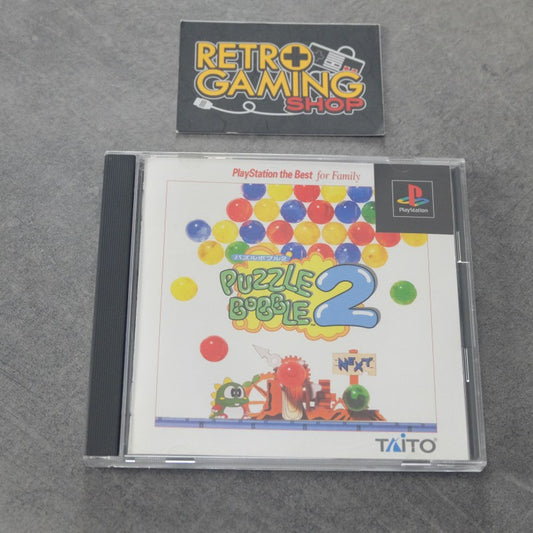 RETRO
GAMING
SHOP
PlayStation the Best for Family
PlayStation
パズルボブル2
PUZZLE
BOBBLE 2
NEXT
TAITO